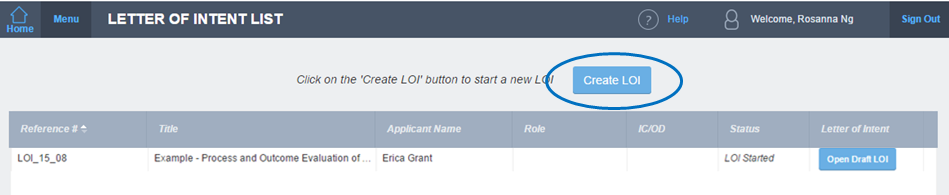 Home Menu LETTER OF INTENT LIST ? Help Welcome, Rosanna Ng Sign Out
Click on the 'Create LOI' button to start a new LOI Create LOI
Reference # Title Applicant Name Role IC/OD Status Letter of Intent
LOI_15_08 Example - Process and Outcome Evaluation of ... Erica Grant LOI Started Open Draft LOI